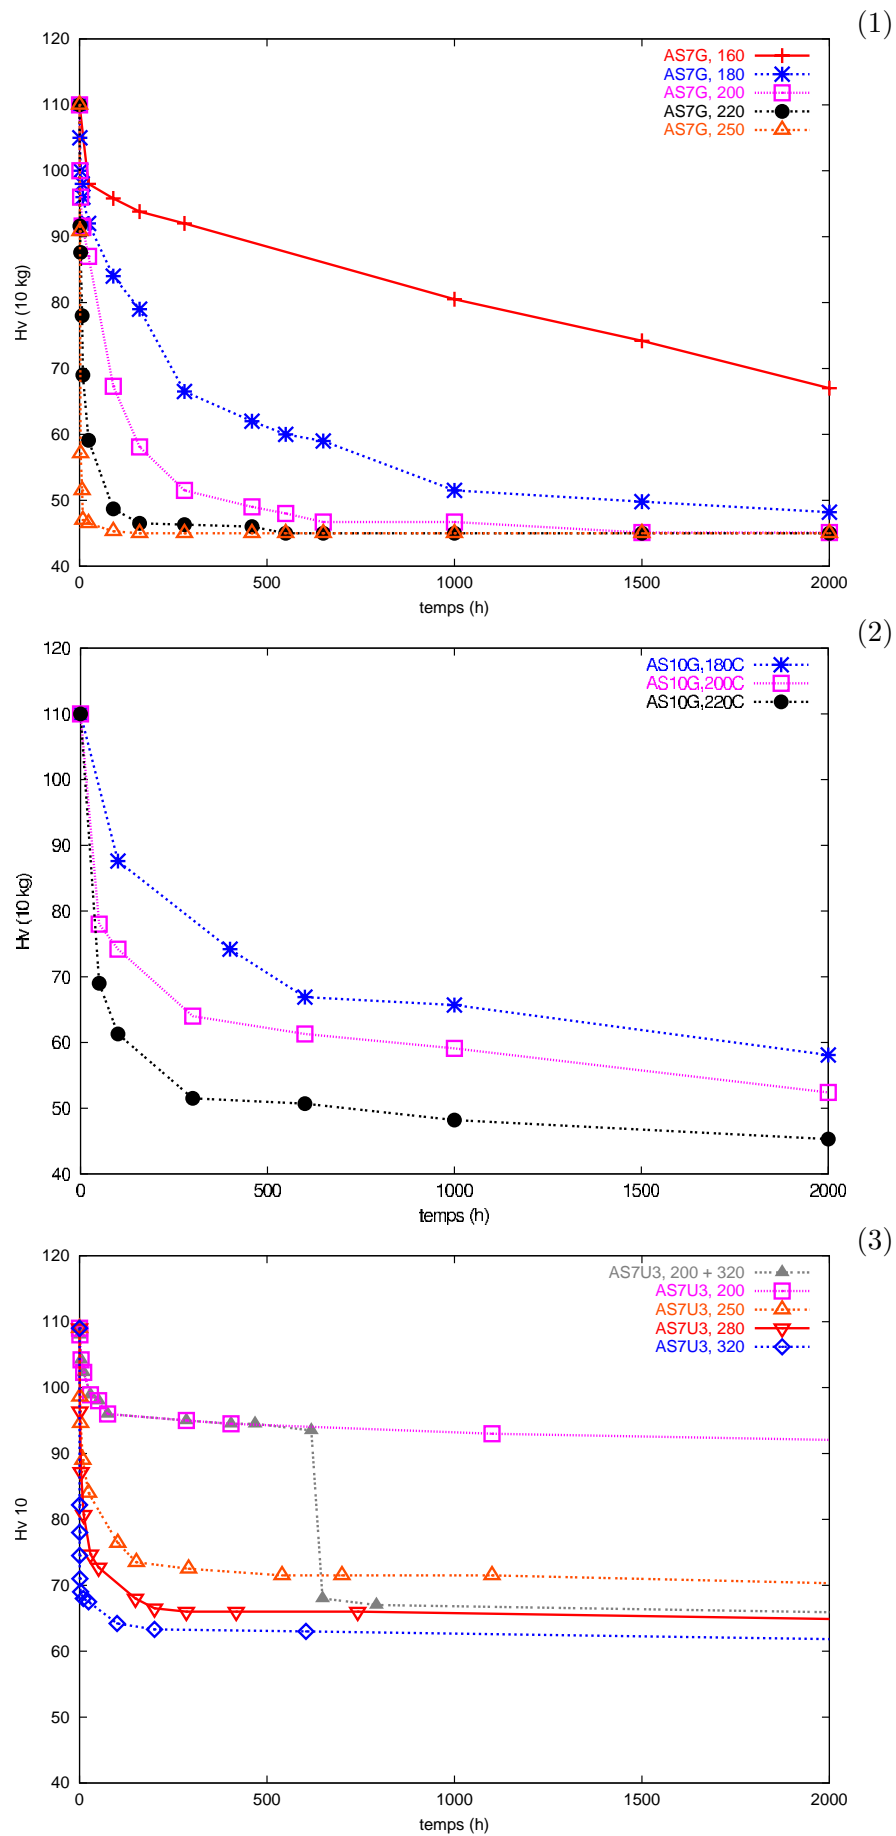 (1)
120
110
100
90
80
70
60
50
40
Hv (10 kg)
0
500
1000
1500
2000
temps (h)
AS7G, 160
AS7G, 180
AS7G, 200
AS7G, 220
AS7G, 250
(2)
120
110
100
90
80
70
60
50
40
Hv (10 kg)
0
500
1000
1500
2000
temps (h)
AS10G,180C
AS10G,200C
AS10G,220C
(3)
120
110
100
90
80
70
60
50
40
Hv 10
0
500
1000
1500
2000
temps (h)
AS7U3, 200 + 320
AS7U3, 200
AS7U3, 250
AS7U3, 280
AS7U3, 320